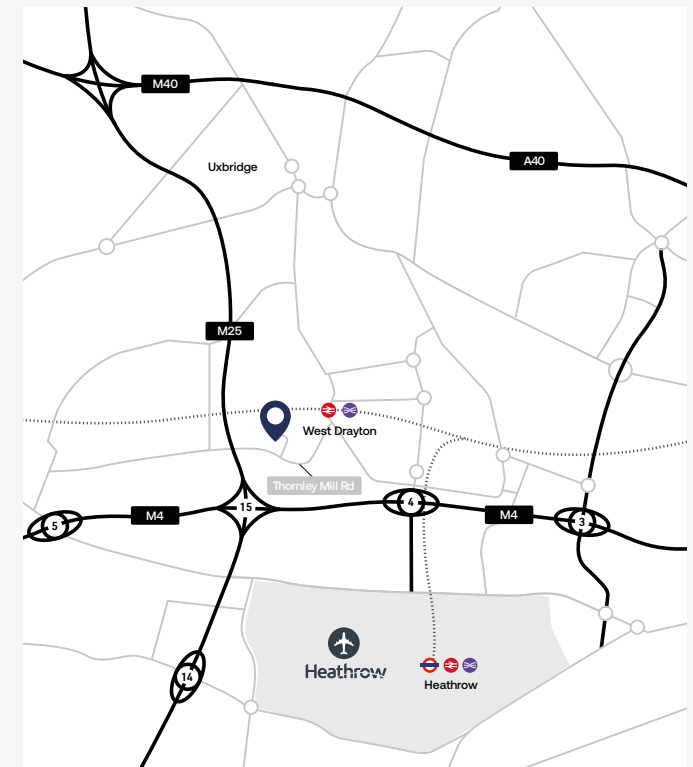 M40
A40
Uxbridge
M25
West Drayton
Thornley Mill Rd
15
4
M4
M4
5
3
Heathrow
14
Heathrow